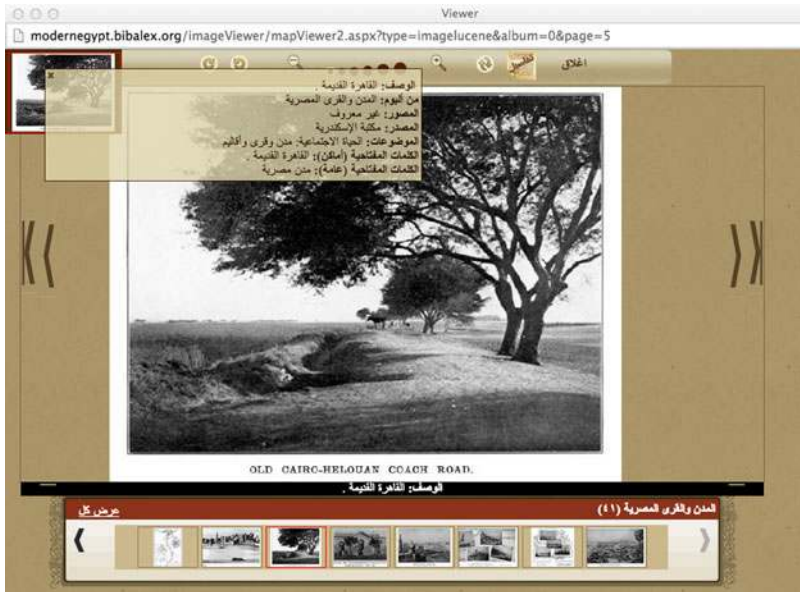 Viewer
modernegypt.bibalex.org/imageViewer/mapViewer2.aspx?type=imagelucene&album=0&page=5
اغلاق
الوصف: القاهرة القديمة .
من ألبوم: المدن والقرى المصرية
المصور: غير معروف
المصدر: مكتبة الإسكندرية
الموضوعات: الحياة الاجتماعية: مدن وقرى وأقاليم
الكلمات المفتاحية (أماكن): القاهرة القديمة .
الكلمات المفتاحية (عامة): مدن مصرية
OLD CAIRO-HELOUAN COACH ROAD.
الوصف: القاهرة القديمة .
المدن والقرى المصرية (٤١)
عرض كل